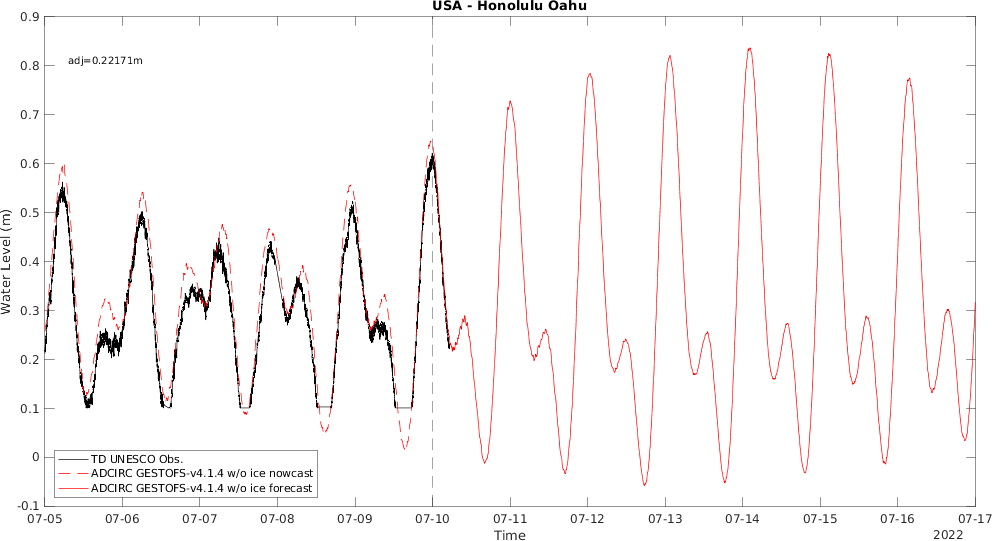 USA - Honolulu Oahu
0.9
0.8
0.7
0.6
0.5
0.4
0.3
0.2
0.1
0
-0.1
Water Level (m)
adj=0.22171m
TD UNESCO Obs.
ADCIRC GESTOFS-v4.1.4 w/o ice nowcast
ADCIRC GESTOFS-v4.1.4 w/o ice forecast
07-05 07-06 07-07 07-08 07-09 07-10 07-11 07-12 07-13 07-14 07-15 07-16 07-17
Time
2022